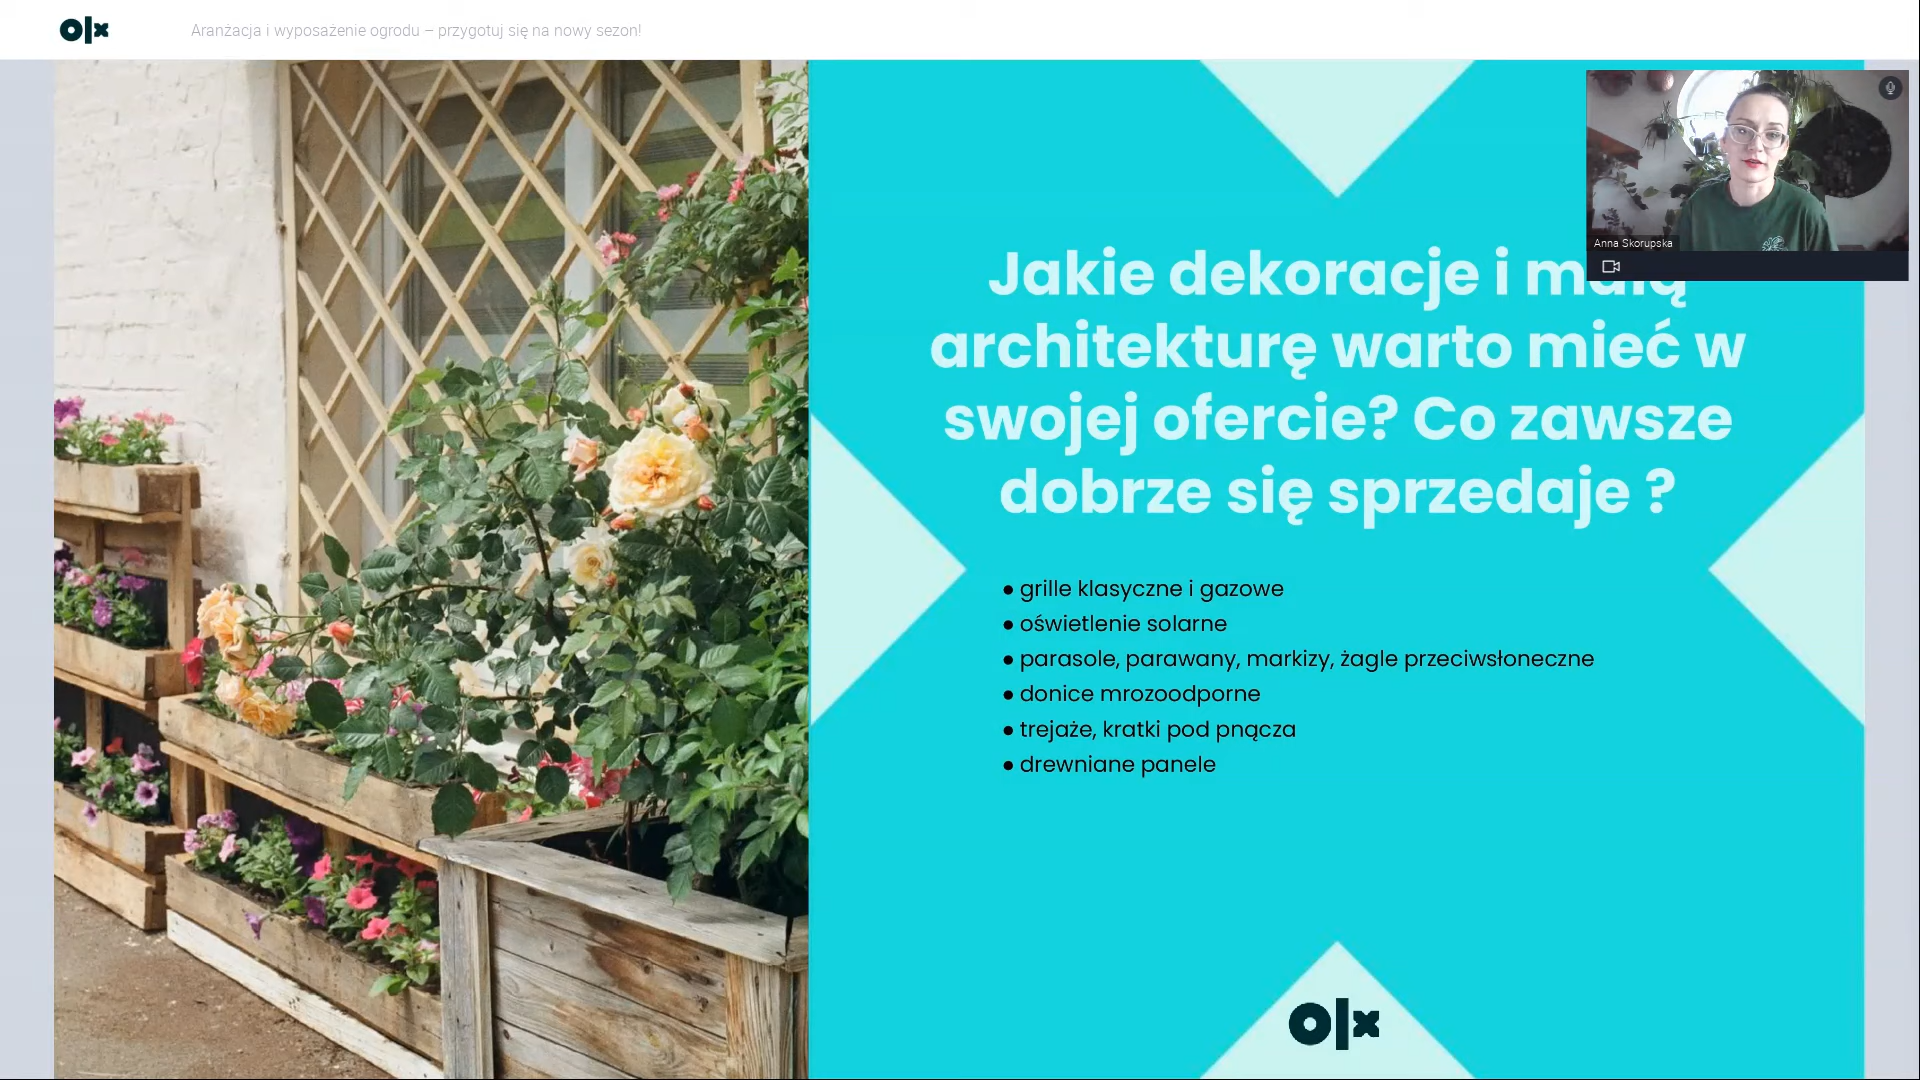 olx
Aranżacja i wyposażenie ogrodu – przygotuj się na nowy sezon!
Anna Skorupska
Jakie dekoracje i małą
architekturę warto mieć w
swojej ofercie? Co zawsze
dobrze się sprzedaje ?
● grille klasyczne i gazowe
● oświetlenie solarne
● parasole, parawany, markizy, żagle przeciwsłoneczne
● donice mrozoodporne
● trejaże, kratki pod pnącza
● drewniane panele
olx